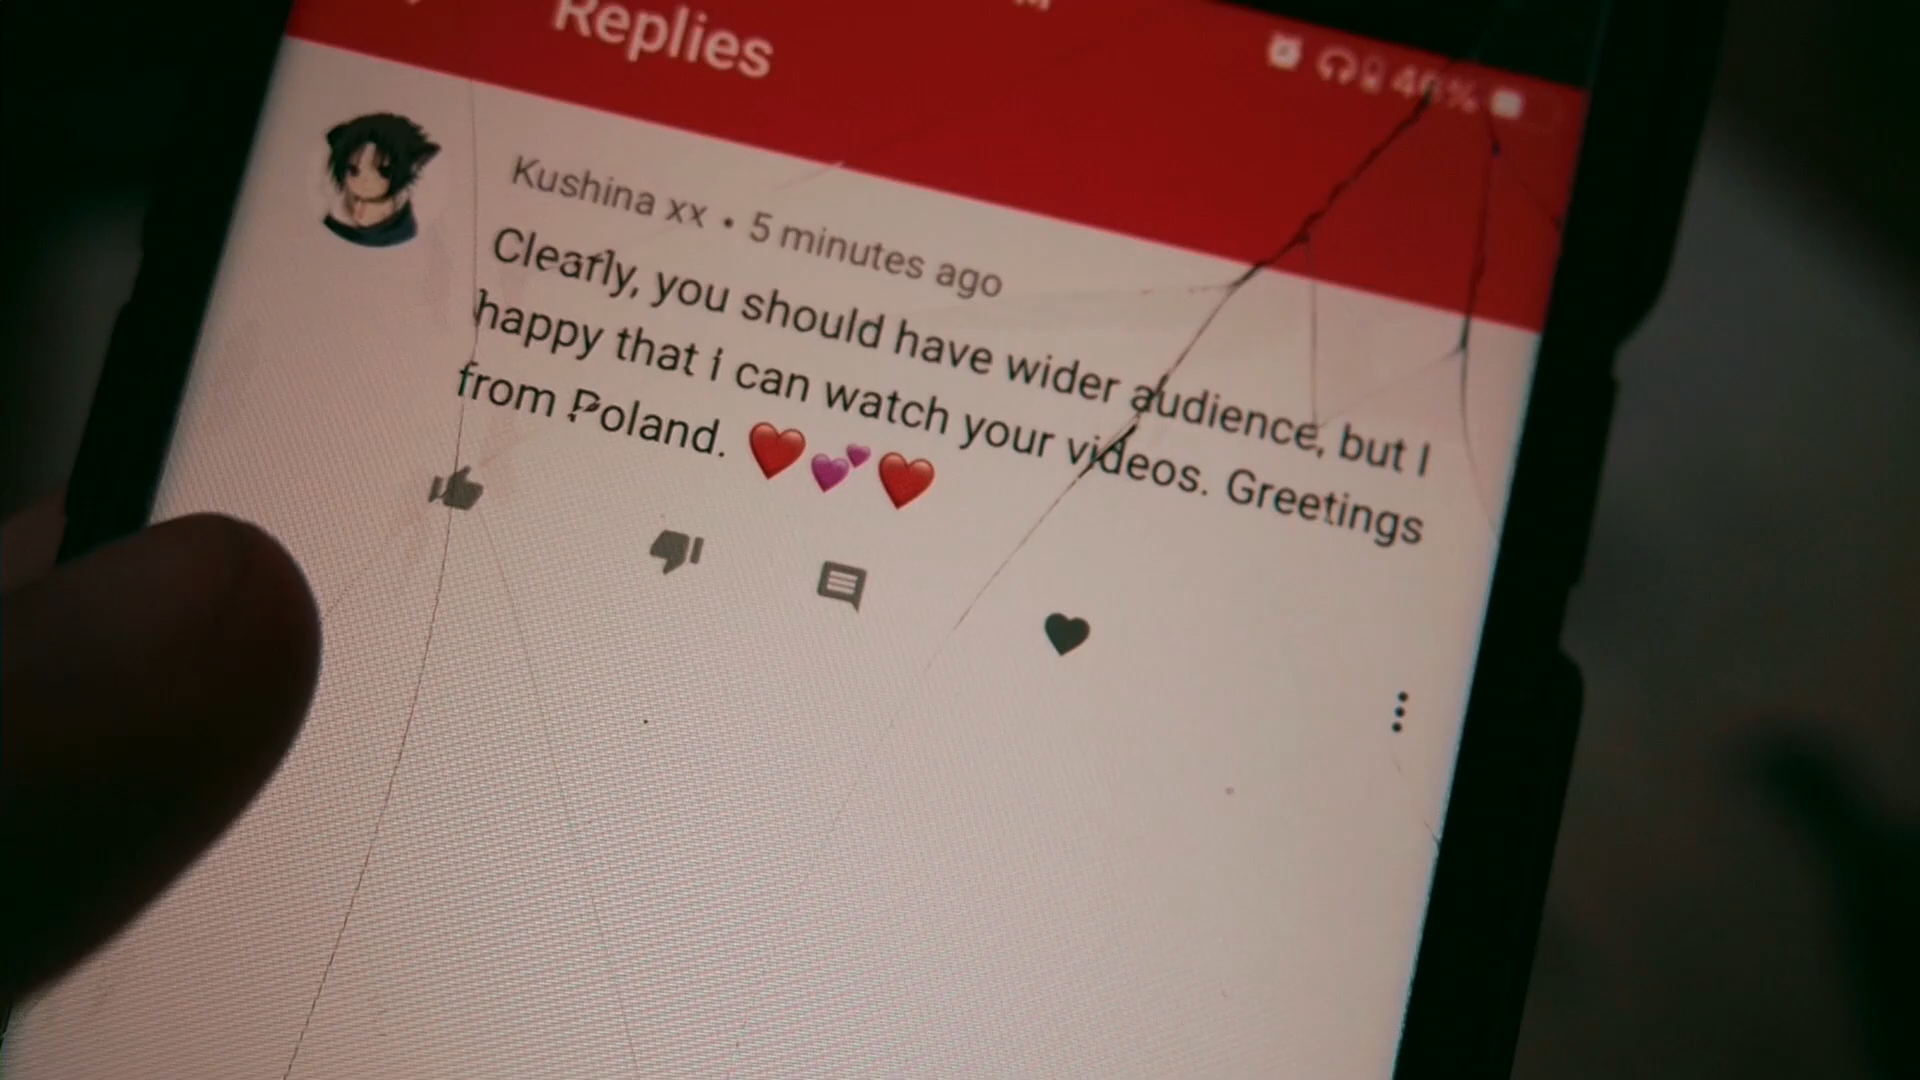 Replies
46%
Kushina xx • 5 minutes ago
Clearly, you should have wider audience, but I
happy that i can watch your videos. Greetings
from Poland. ❤️💕❤️